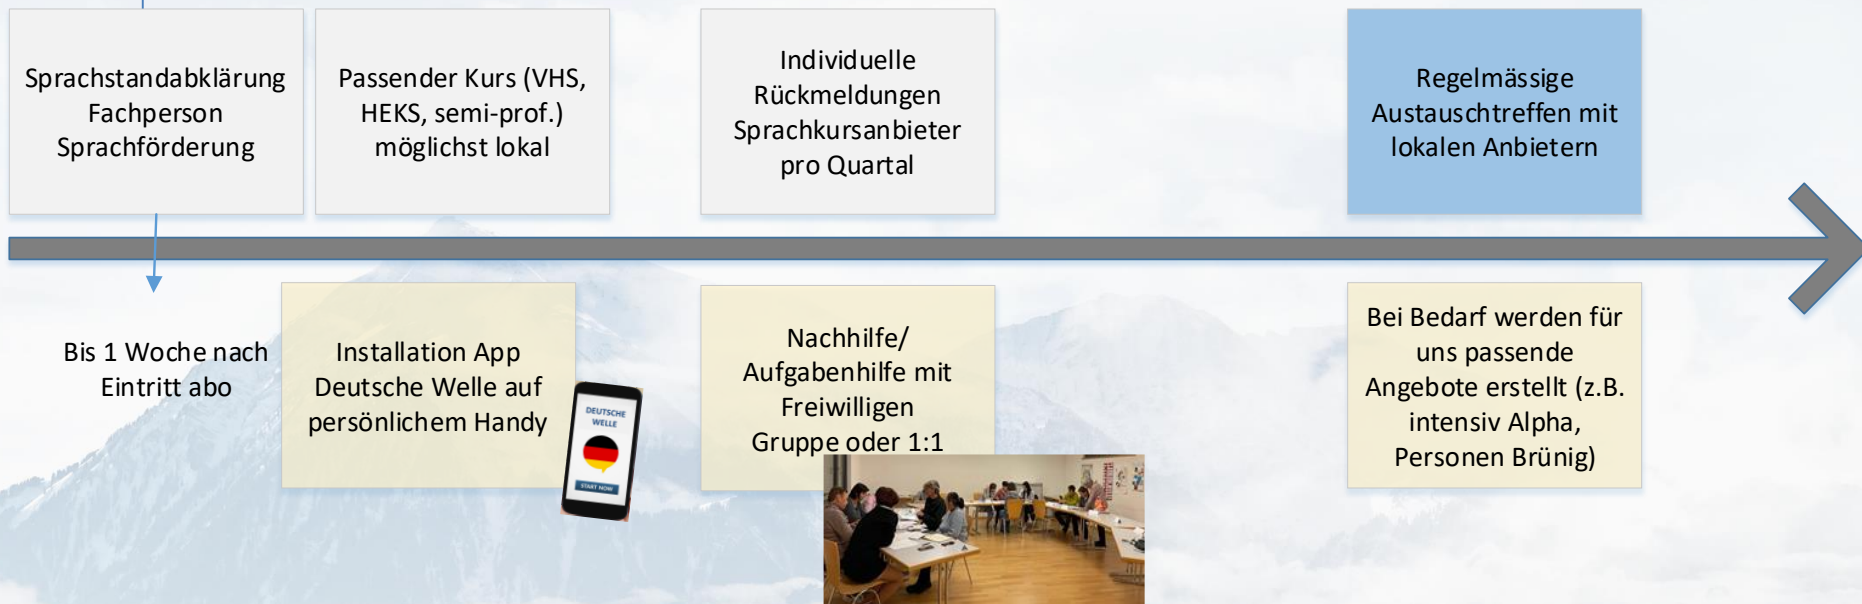 Sprachstandabklärung
Fachperson
Sprachförderung
Passender Kurs (VHS,
HEKS, semi-prof.)
möglichst lokal
Individuelle
Rückmeldungen
Sprachkursanbieter
pro Quartal
Regelmässige
Austauschtreffen mit
lokalen Anbietern
Bis 1 Woche nach
Eintritt abo
Installation App
Deutsche Welle auf
persönlichem Handy
DEUTSCHE
WELLE
START NOW
Nachhilfe/
Aufgabenhilfe mit
Freiwilligen
Gruppe oder 1:1
Bei Bedarf werden für
uns passende
Angebote erstellt (z.B.
intensiv Alpha,
Personen Brünig)